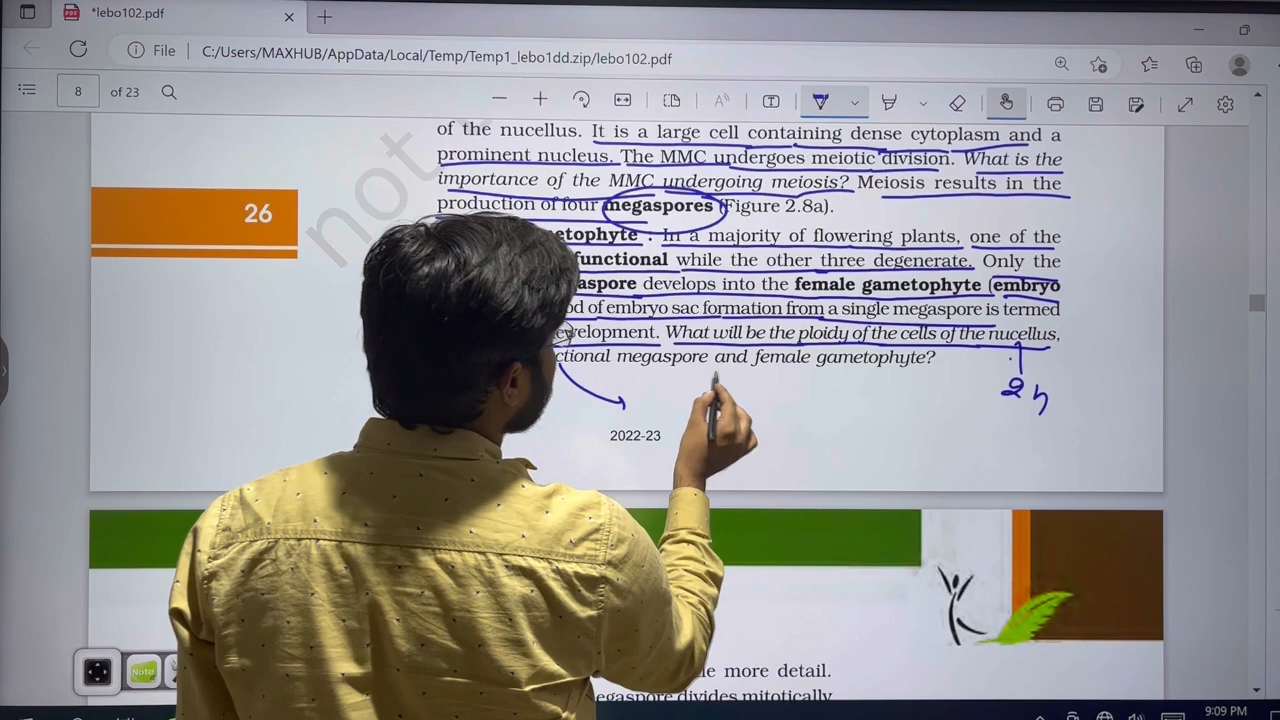 *lebo102.pdf
File C:/Users/MAXHUB/AppData/Local/Temp/Temp1_lebo1dd.zip/lebo102.pdf
8 of 23
of the nucellus. It is a large cell containing dense cytoplasm and a
prominent nucleus. The MMC undergoes meiotic division. What is the
importance of the MMC undergoing meiosis? Meiosis results in the
production of four megaspores (Figure 2.8a).
26
not
etophyte : In a majority of flowering plants, one of the
functional while the other three degenerate. Only the
aspore develops into the female gametophyte (embryo
od of embryo sac formation from a single megaspore is termed
evelopment. What will be the ploidy of the cells of the nucellus,
ctional megaspore and female gametophyte?
2n
2022-23
le more detail.
egaspore divides mitotically
Note
9:09 PM